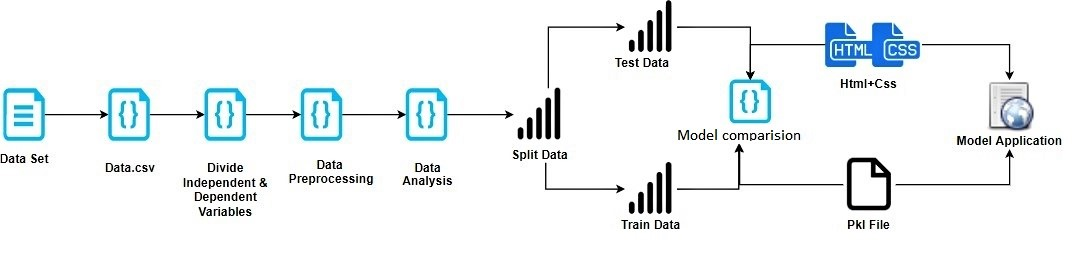 Data Set
Data.csv
Divide
Independent &
Dependent
Variables
Data
Preprocessing
Data
Analysis
Split Data
Test Data
Train Data
Model comparision
HTML
CSS
Html+Css
Pkl File
Model Application